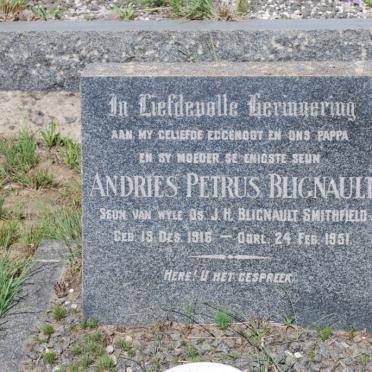 In Liefdevolle Herinnering
AAN MY GELIEFDE EGGENOOT EN ONS PAPPA
EN SY MOEDER SE ENIGSTE SEUN
ANDRIES PETRUS BLIGNAULT
SEUN VAN WYLE DS. J.H. BLIGNAULT SMITHFIELD
GEB. 15 DES. 1916 — OORL. 24 FEB. 1951.
HERE! U HET GESPREEK.